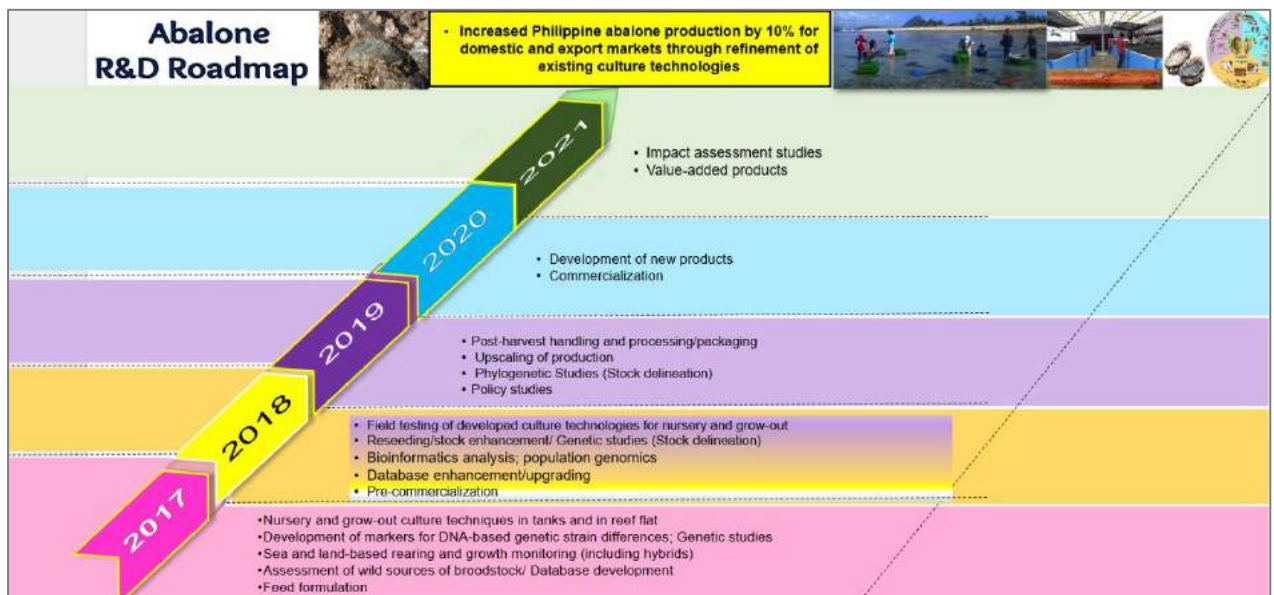 Abalone
R&D Roadmap
• Increased Philippine abalone production by 10% for
domestic and export markets through refinement of
existing culture technologies
2021
• Impact assessment studies
• Value-added products
2020
• Development of new products
• Commercialization
2019
• Post-harvest handling and processing/packaging
• Upscaling of production
• Phylogenetic Studies (Stock delineation)
• Policy studies
2018
• Field testing of developed culture technologies for nursery and grow-out
• Reseeding/stock enhancement/ Genetic studies (Stock delineation)
• Bioinformatics analysis; population genomics
• Database enhancement/upgrading
• Pre-commercialization
2017
•Nursery and grow-out culture techniques in tanks and in reef flat
•Development of markers for DNA-based genetic strain differences; Genetic studies
•Sea and land-based rearing and growth monitoring (including hybrids)
•Assessment of wild sources of broodstock/ Database development
•Feed formulation